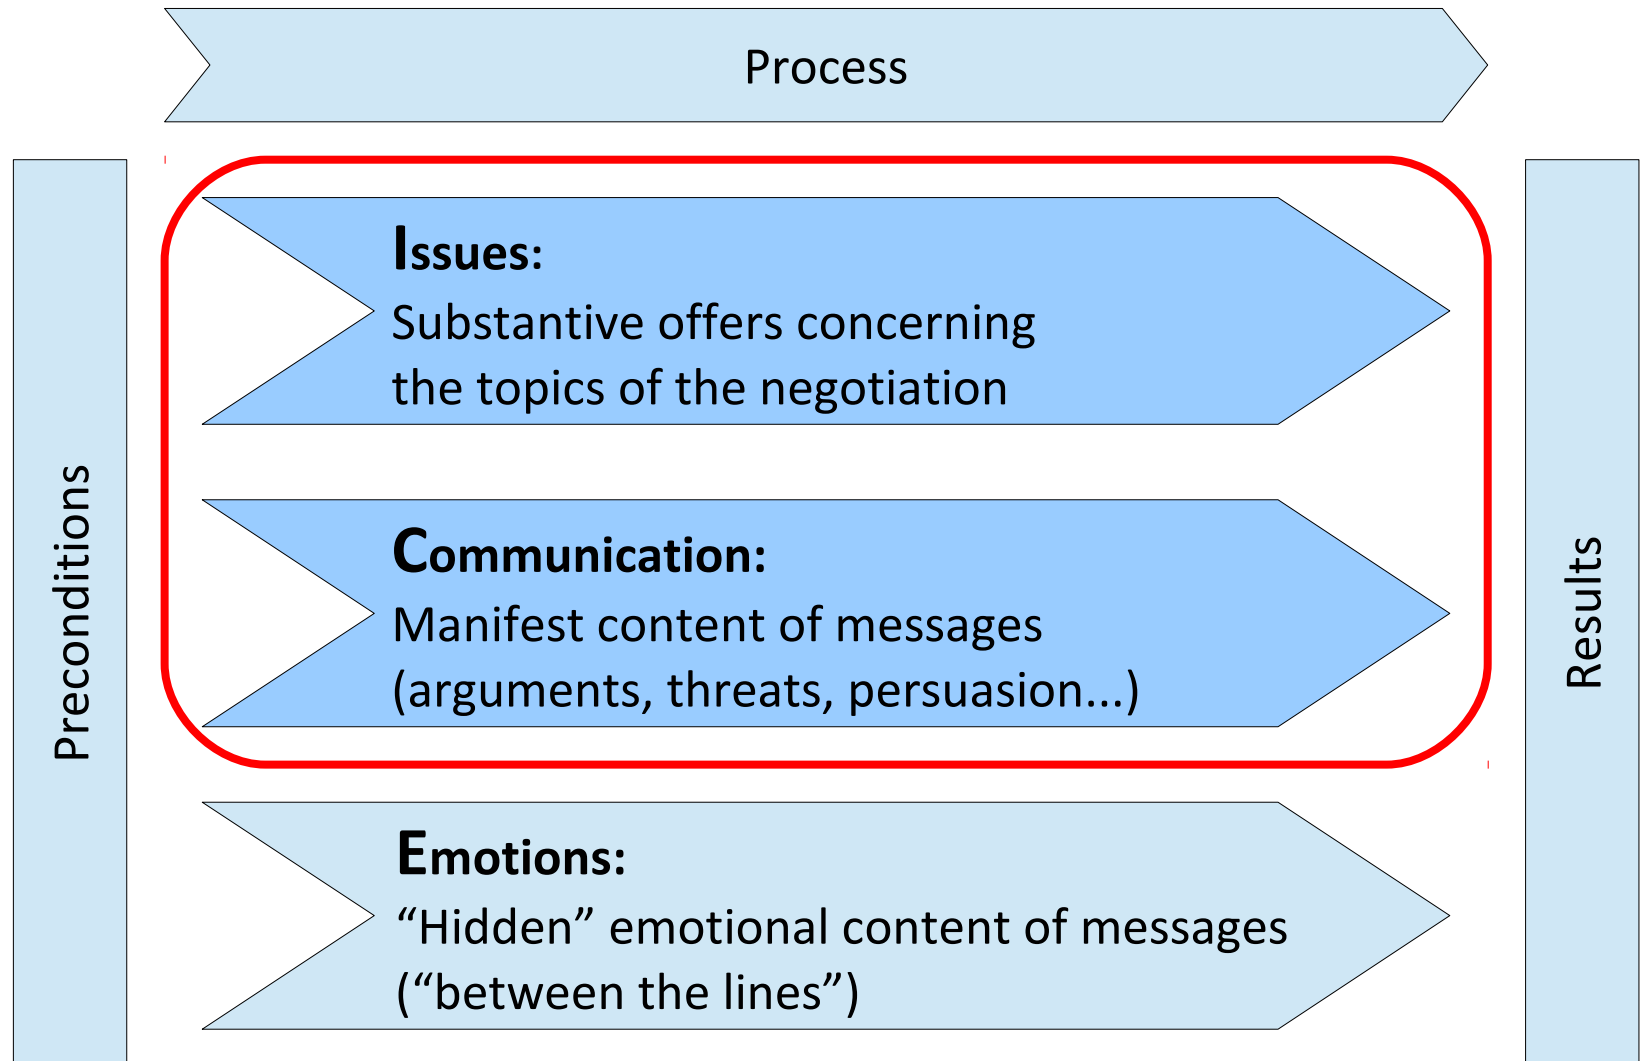 Process
Preconditions
Issues:
Substantive offers concerning
the topics of the negotiation
Communication:
Manifest content of messages
(arguments, threats, persuasion...)
Emotions:
“Hidden” emotional content of messages
(“between the lines”)
Results